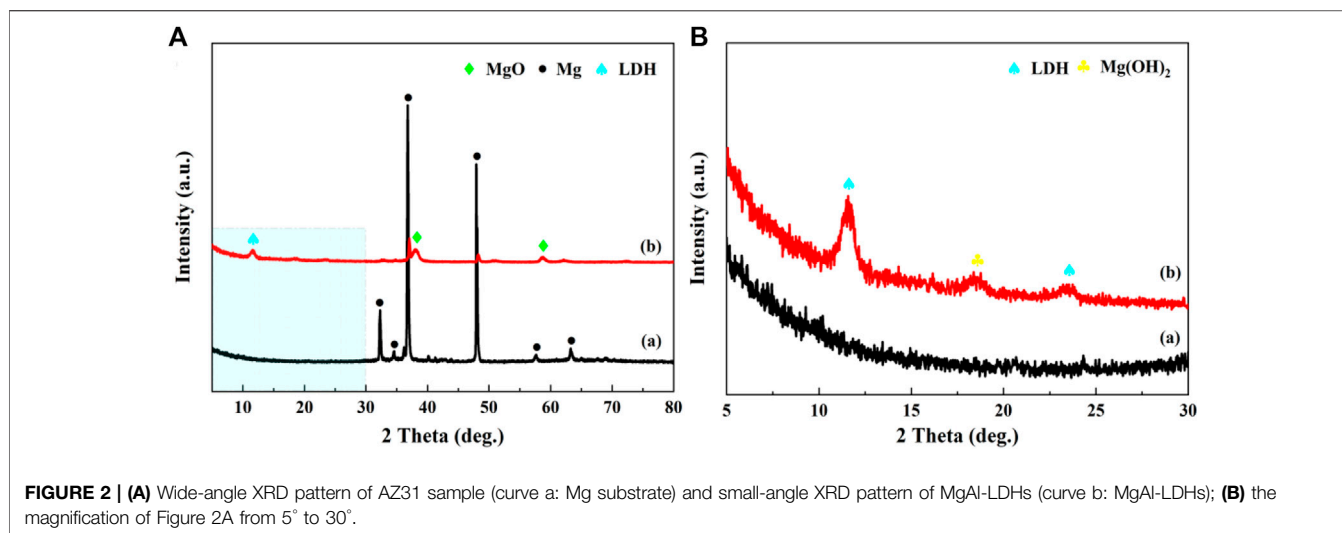 A
MgO Mg LDH
Intensity (a.u.)
(b)
(a)
10 20 30 40 50 60 70 80
2 Theta (deg.)
B
LDH Mg(OH)2
Intensity (a.u.)
(b)
(a)
5 10 15 20 25 30
2 Theta (deg.)
FIGURE 2 | (A) Wide-angle XRD pattern of AZ31 sample (curve a: Mg substrate) and small-angle XRD pattern of MgAl-LDHs (curve b: MgAl-LDHs); (B) the
magnification of Figure 2A from 5° to 30°.